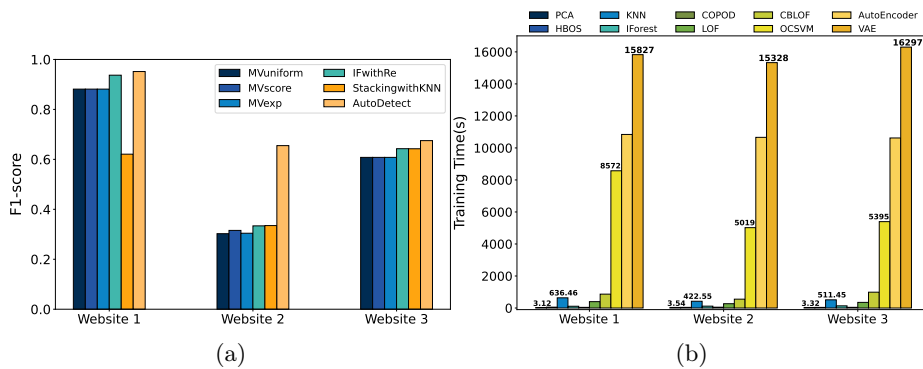 F1-score
1.0
0.8
0.6
0.4
0.2
0.0
MVuniform IFwithRe
MVscore StackingwithKNN
MVexp AutoDetect
Website 1 Website 2 Website 3
(a)
PCA KNN COPOD CBLOF AutoEncoder
HBOS IForest LOF OCSVM VAE
Training Time(s)
16000
14000
12000
10000
8000
6000
4000
2000
0
3.12 636.46 8572 15827
3.54 422.55 5019 15328
3.32 511.45 5395 16297
Website 1 Website 2 Website 3
(b)